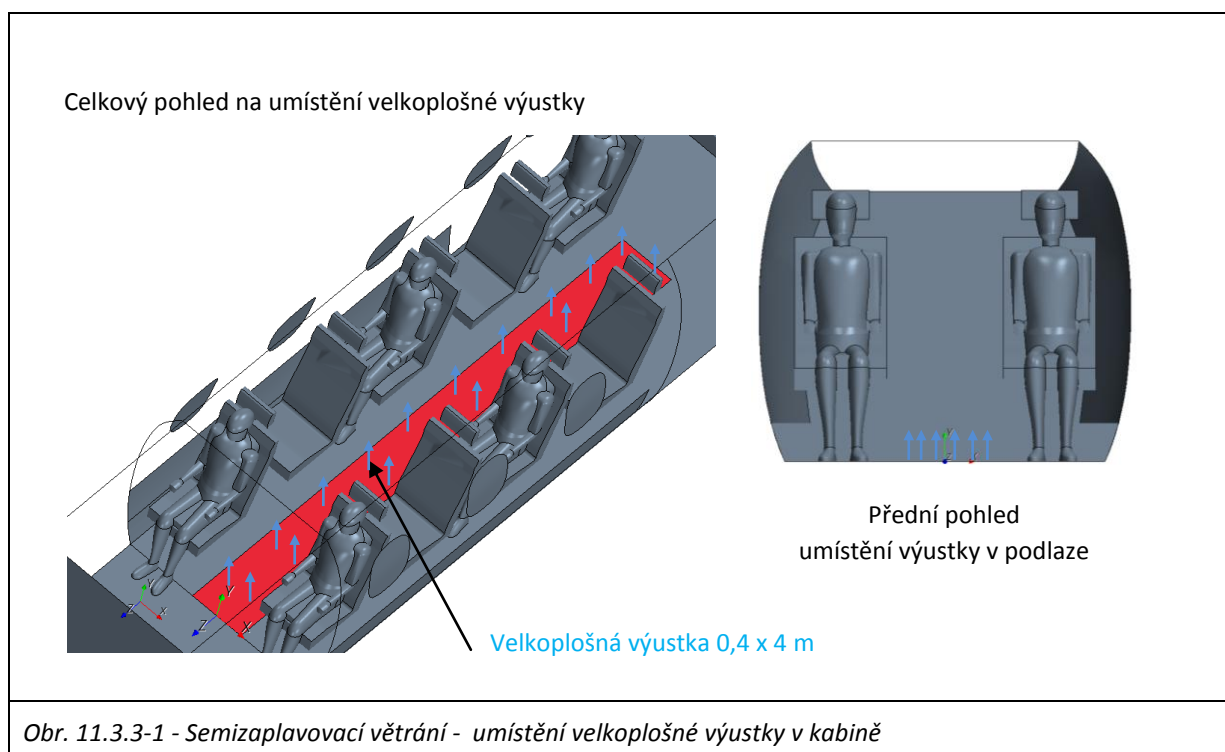 Celkový pohled na umístění velkoplošné výustky
Přední pohled
umístění výustky v podlaze
Velkoplošná výustka 0,4 x 4 m
Y
Z
X
Y
Z
X
Obr. 11.3.3-1 - Semizaplavovací větrání - umístění velkoplošné výustky v kabině